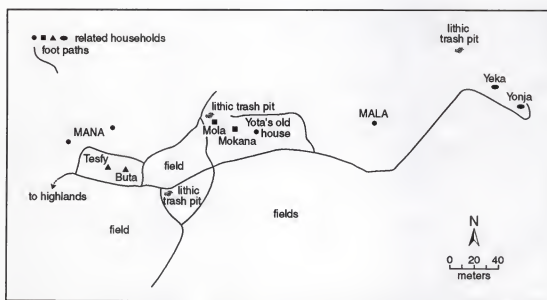 related households
foot paths
lithic
trash pit
Yeka
Yonja
lithic trash pit
MANA
Mola
Mokana
Yota's old
house
MALA
Tesfy
Buta
field
to highlands
lithic
trash pit
field
fields
N
0 20 40
meters